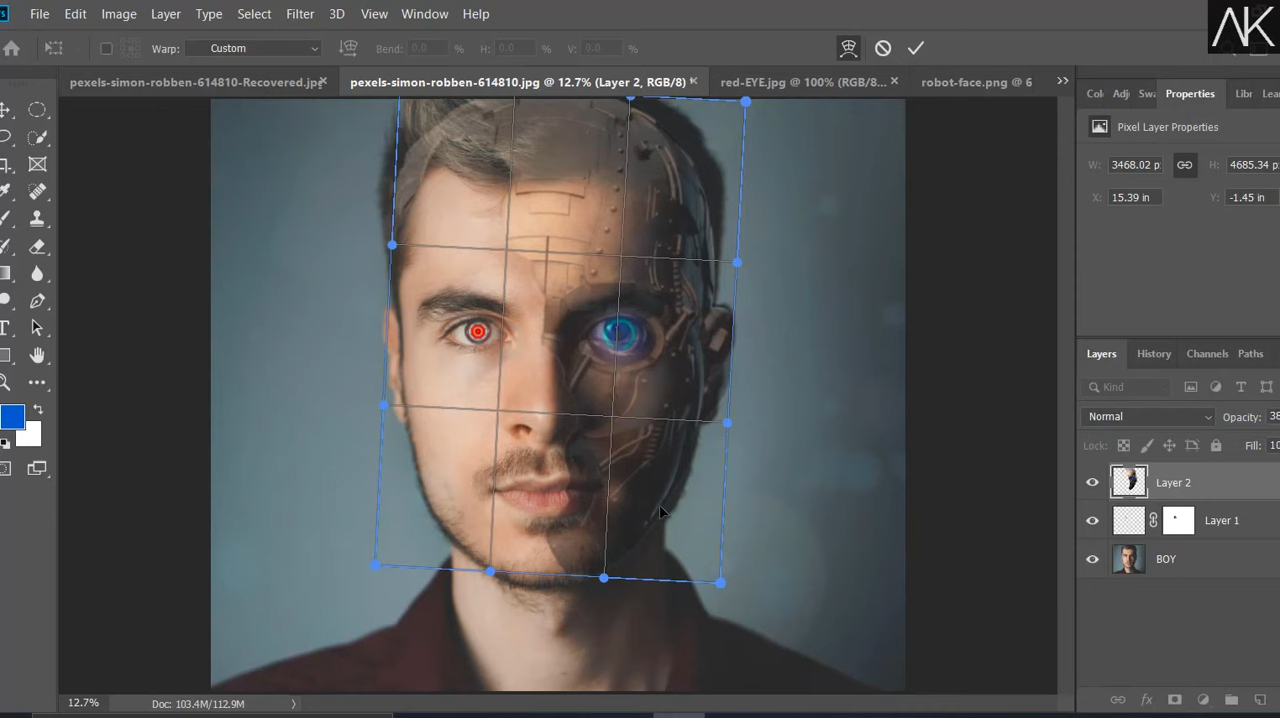 File Edit Image Layer Type Select Filter 3D View Window Help
AK
Warp: Custom Bend: 0.0 % H: 0.0 % V: 0.0 %
pexels-simon-robben-614810-Recovered.jpg pexels-simon-robben-614810.jpg @ 12.7% (Layer 2, RGB/8) red-EYE.jpg @ 100% (RGB/8... robot-face.png @ 6
Col Adj Swa Properties Libr Lear
Pixel Layer Properties
W: 3468.02 p H: 4685.34 p
X: 15.39 in Y: -1.45 in
Layers History Channels Paths
Kind
Normal Opacity: 38
Lock: Fill: 10
Layer 2
Layer 1
BOY
12.7% Doc: 103.4M/112.9M